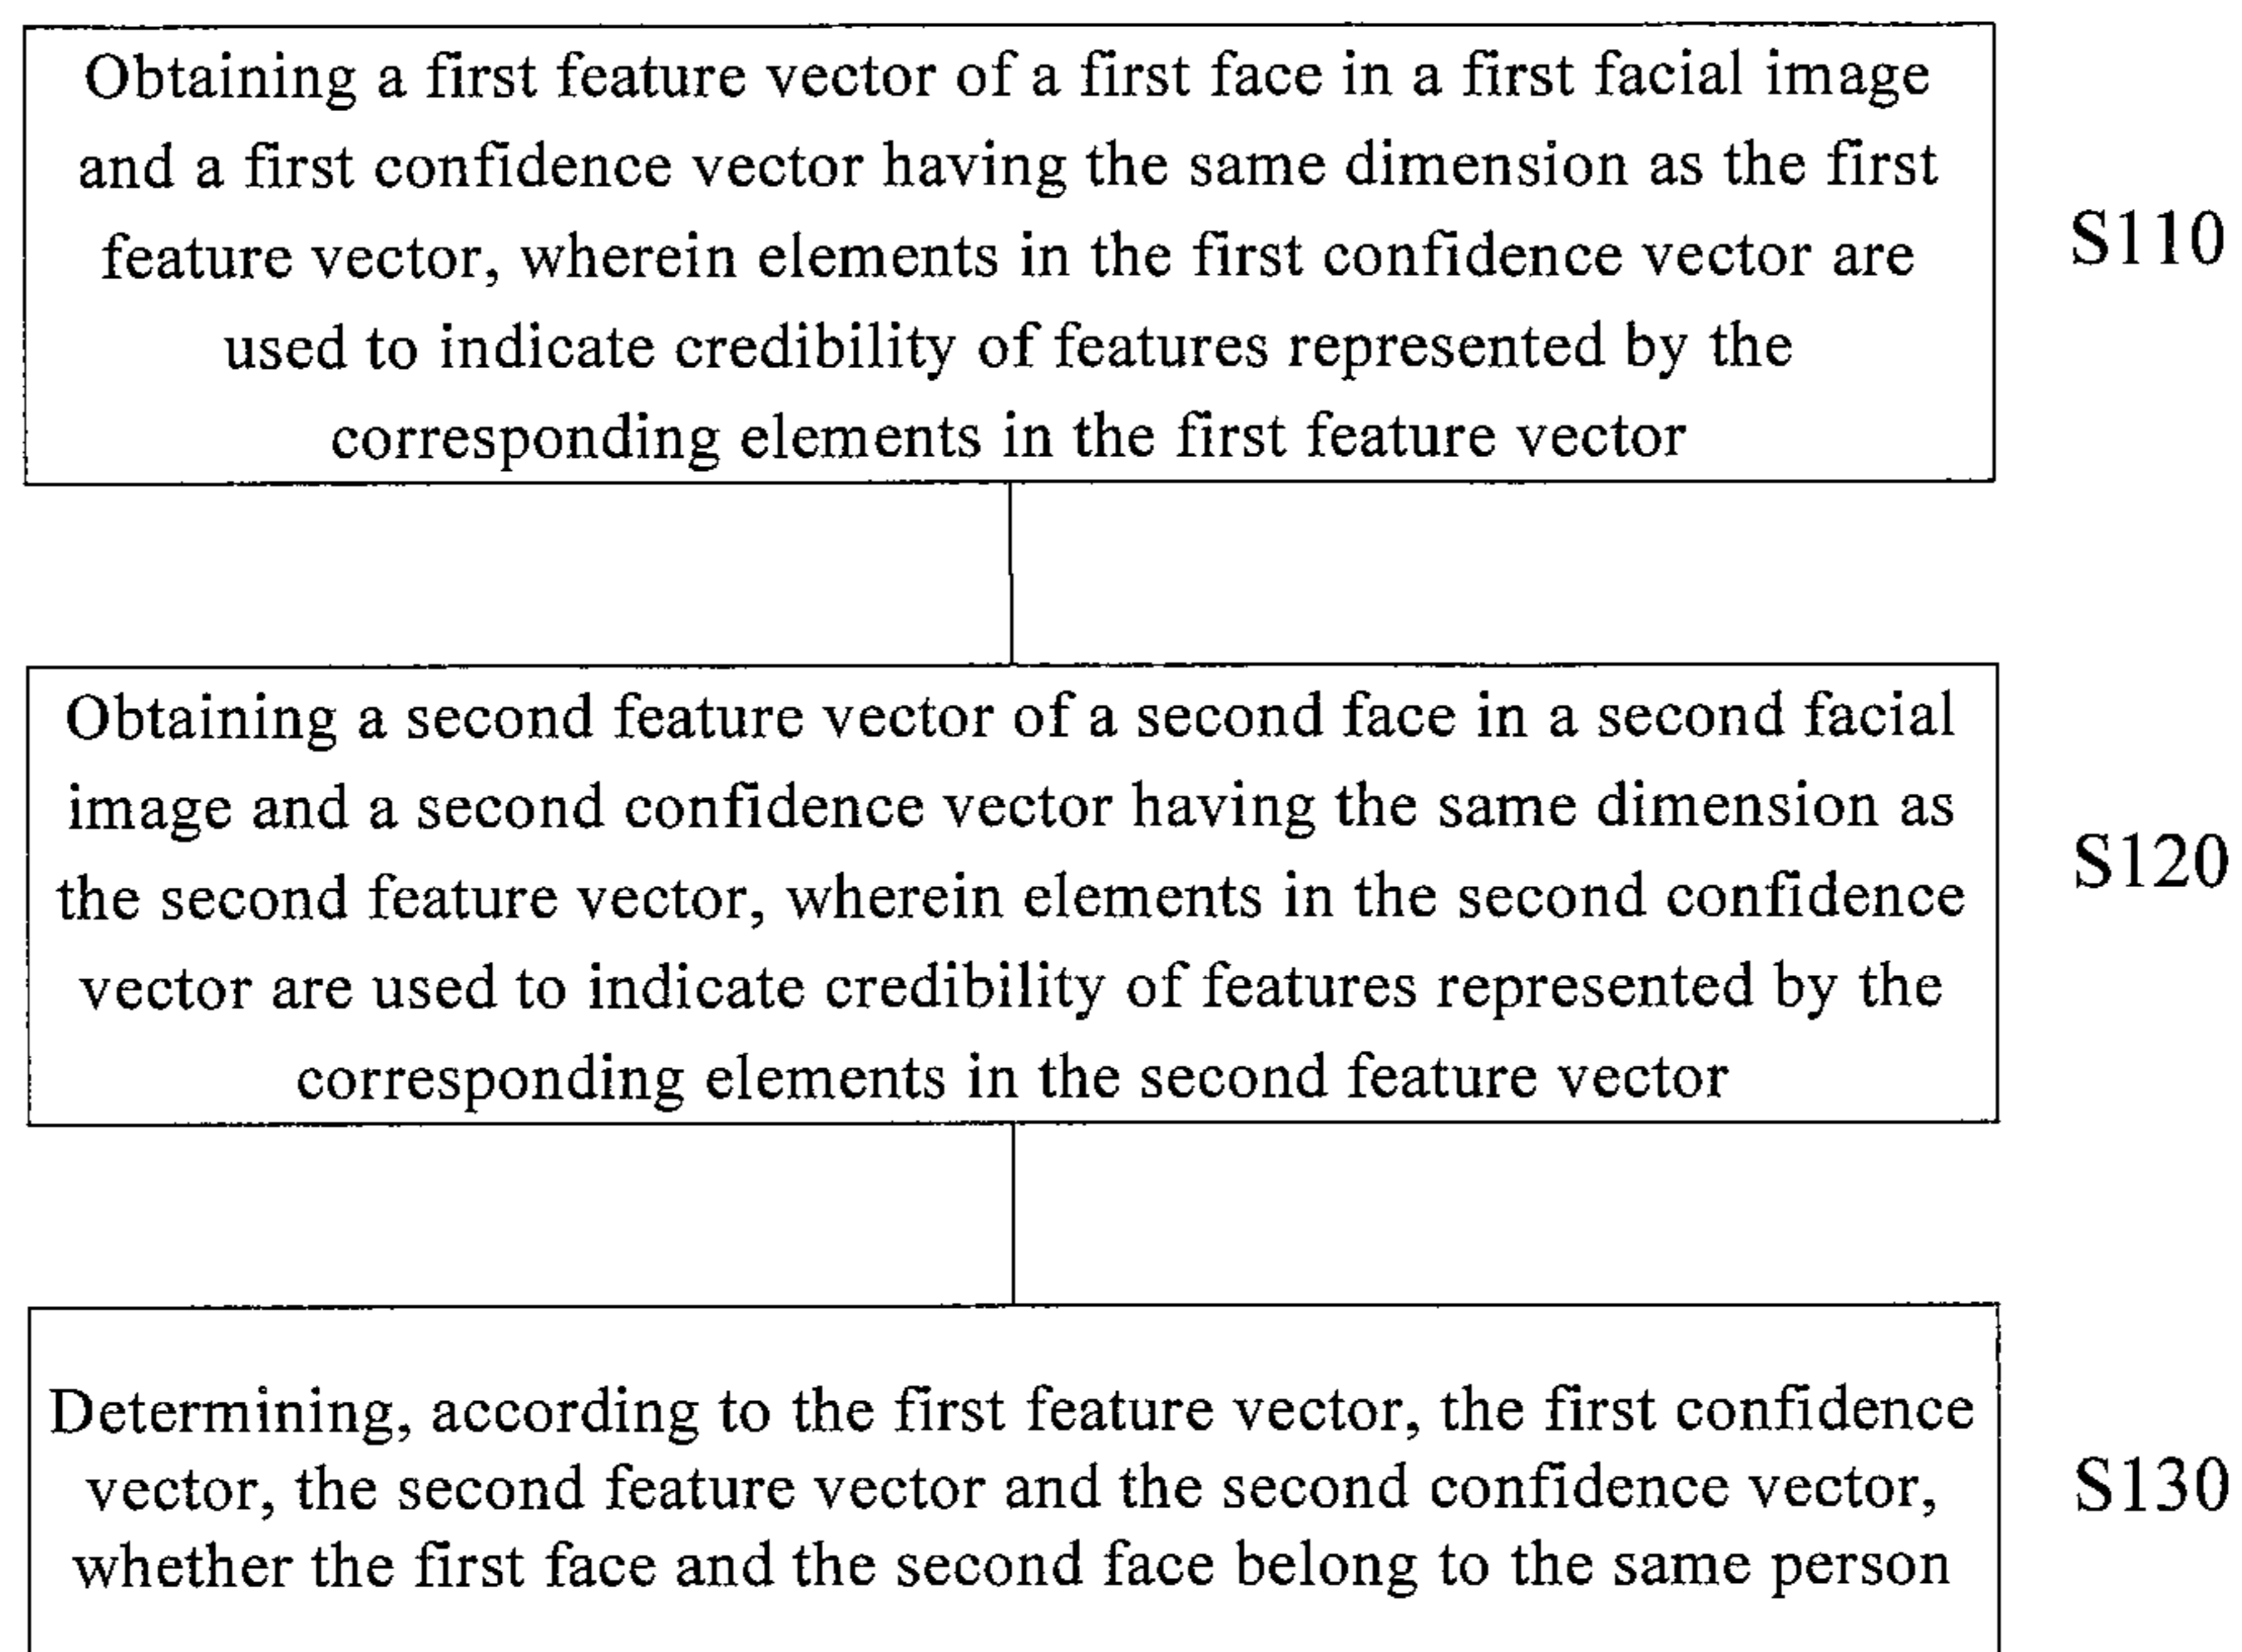 Obtaining a first feature vector of a first face in a first facial image
and a first confidence vector having the same dimension as the first
feature vector, wherein elements in the first confidence vector are
used to indicate credibility of features represented by the
corresponding elements in the first feature vector
S110
Obtaining a second feature vector of a second face in a second facial
image and a second confidence vector having the same dimension as
the second feature vector, wherein elements in the second confidence
vector are used to indicate credibility of features represented by the
corresponding elements in the second feature vector
S120
Determining, according to the first feature vector, the first confidence
vector, the second feature vector and the second confidence vector,
whether the first face and the second face belong to the same person
S130